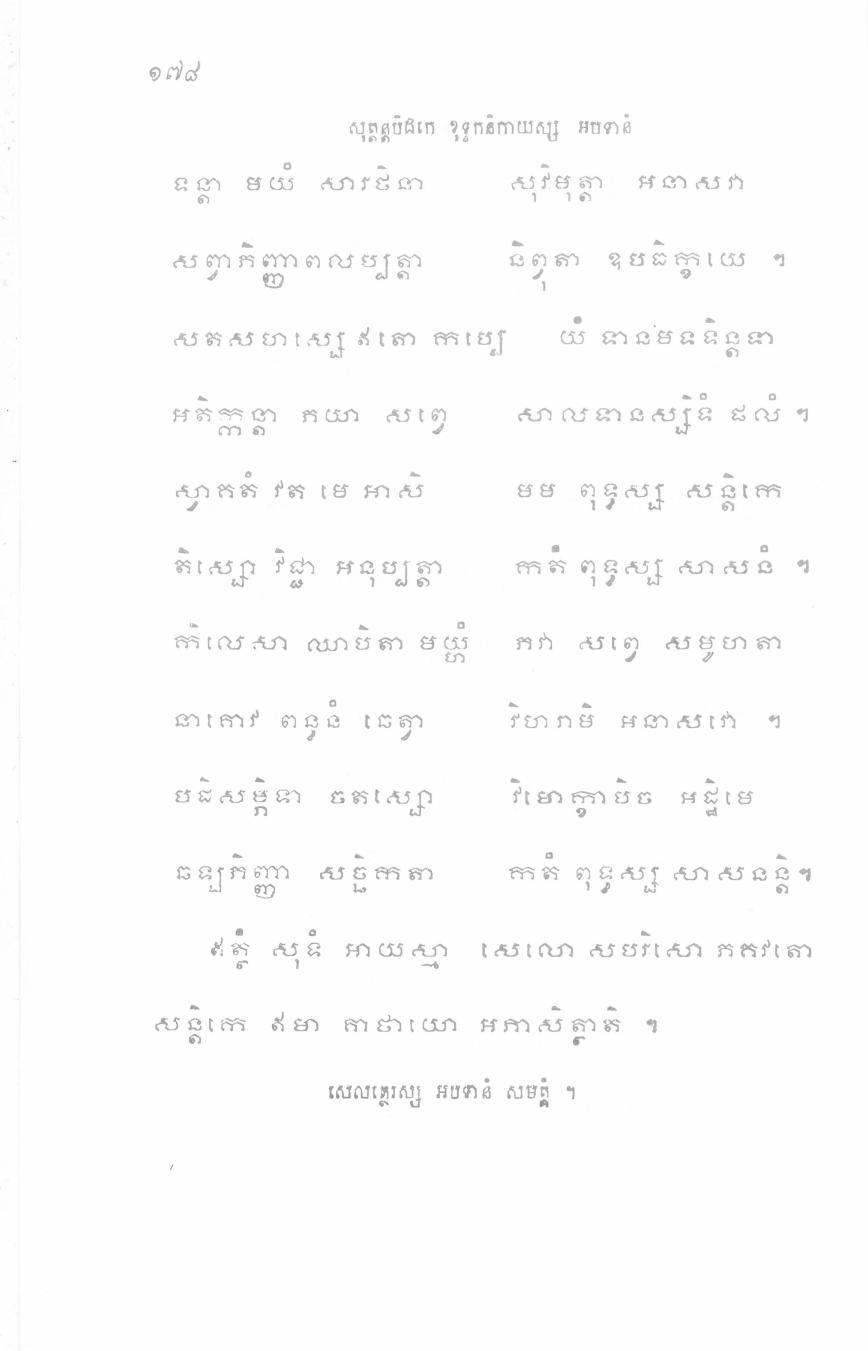 ១៧៨
សុត្តន្តបិដកេ ខុទ្ទកនិកាយស្ស អបទានំ
ទន្តា មយំ សារថិនា សុវិមុត្តា អនាសវា
សព្វាភិញ្ញាពលប្បត្តា និព្វុតា ឧបធិក្ខយេ ។
សតសហស្សេ ឥតោ កប្បេ យំ ទានមទទិន្តទា
អតិក្កន្តា ភយា សព្វេ សាលទានស្សិទំ ផលំ ។
ស្វាគតំ វត មេ អាសិ មម ពុទ្ធស្ស សន្តិកេ
តិស្សោ វិជ្ជា អនុប្បត្តា កតំ ពុទ្ធស្ស សាសនំ ។
កិលេសា ឈាបិតា មយ្ហំ ភវា សព្វេ សមូហតា
នាគោវ ពន្ធនំ ឆេត្វា វិហរាមិ អនាសវោ ។
បដិសម្ភិទា ចតស្សោ វិមោក្ខាបិច អដ្ឋិមេ
ឆឡភិញ្ញា សច្ឆិកតា កតំ ពុទ្ធស្ស សាសនន្តិ។
ឥត្ថំ សុទំ អាយស្មា សេលោ សបរិសោ ភគវតោ
សន្តិកេ ឥមា គាថាយោ អភាសិត្ថាតិ ។
សេលត្ថេរស្ស អបទានំ សមត្តំ ។